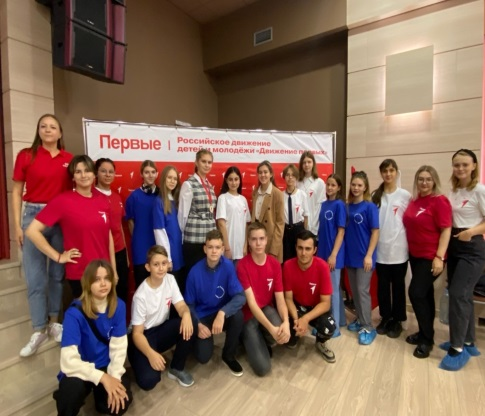 Первые
Российское движение
детей и молодёжи «Движение первых»